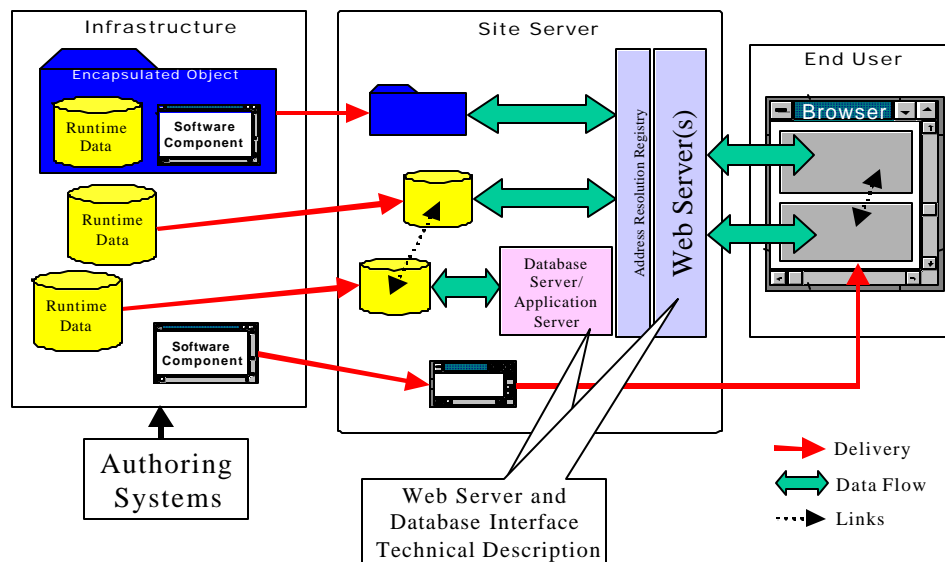 Infrastructure
Encapsulated Object
Runtime
Data
Software
Component
Runtime
Data
Runtime
Data
Software
Component
Authoring
Systems
Site Server
Database
Server/
Application
Server
Address Resolution Registry
Web Server(s)
Web Server and
Database Interface
Technical Description
End User
Browser
Delivery
Data Flow
Links